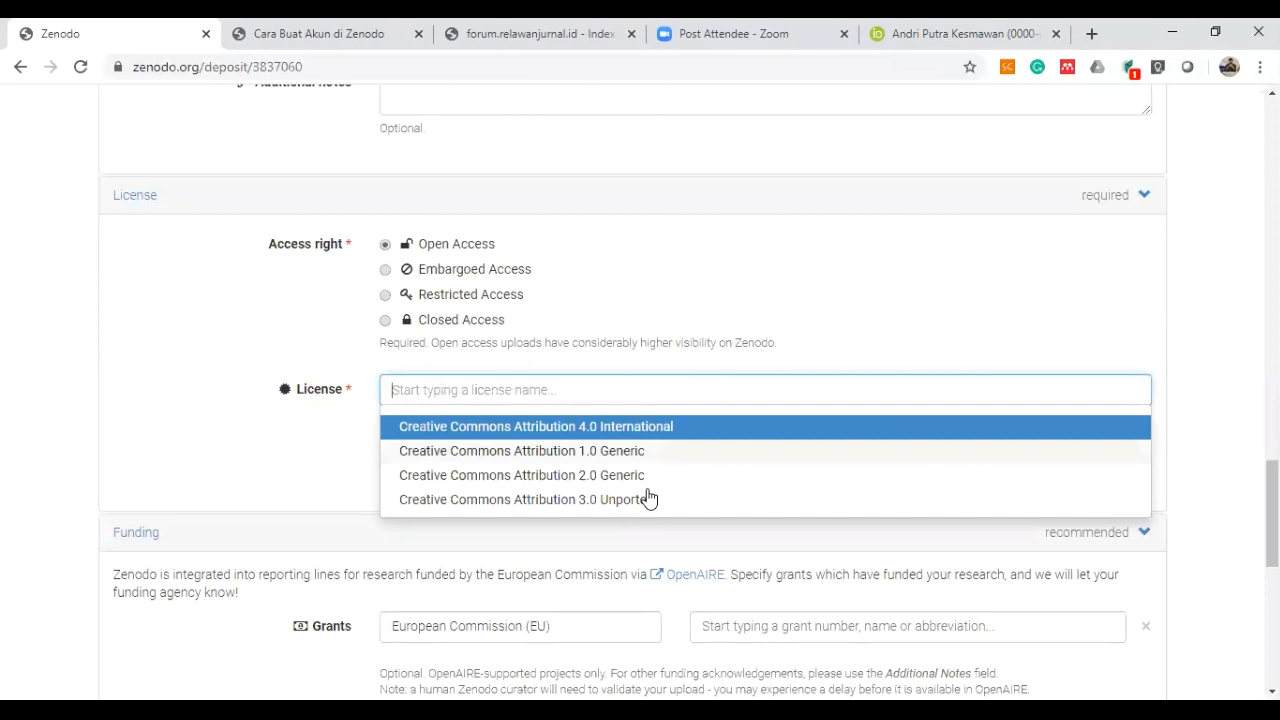 Zenodo
Cara Buat Akun di Zenodo
forum.relawanjurnal.id - Index
Post Attendee - Zoom
Andri Putra Kesmawan (0000-
zenodo.org/deposit/3837060
SC
1
Additional notes
Optional.
License
required
Access right *
Open Access
Embargoed Access
Restricted Access
Closed Access
Required. Open access uploads have considerably higher visibility on Zenodo.
License *
Start typing a license name...
Creative Commons Attribution 4.0 International
Creative Commons Attribution 1.0 Generic
Creative Commons Attribution 2.0 Generic
Creative Commons Attribution 3.0 Unporte
Funding
recommended
Zenodo is integrated into reporting lines for research funded by the European Commission via OpenAIRE. Specify grants which have funded your research, and we will let your
funding agency know!
Grants
European Commission (EU)
Start typing a grant number, name or abbreviation...
Optional. OpenAIRE-supported projects only. For other funding acknowledgements, please use the Additional Notes field.
Note: a human Zenodo curator will need to validate your upload - you may experience a delay before it is available in OpenAIRE.